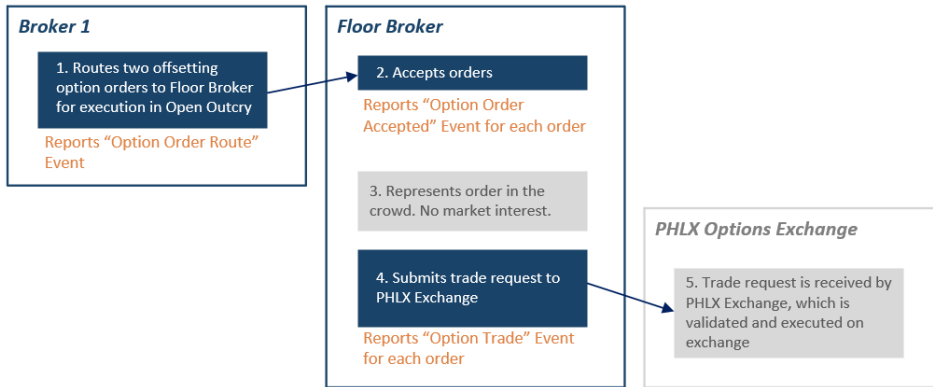 Broker 1
1. Routes two offsetting
option orders to Floor Broker
for execution in Open Outcry
Reports “Option Order Route”
Event
Floor Broker
2. Accepts orders
Reports “Option Order
Accepted” Event for each order
3. Represents order in the
crowd. No market interest.
4. Submits trade request to
PHLX Exchange
Reports “Option Trade” Event
for each order
PHLX Options Exchange
5. Trade request is received by
PHLX Exchange, which is
validated and executed on
exchange